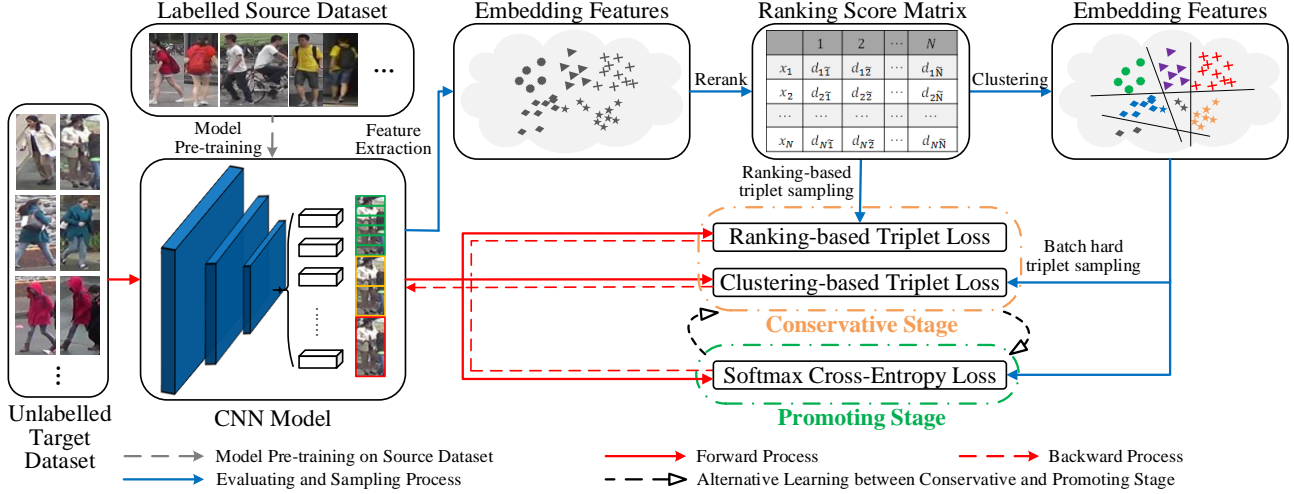 Labelled Source Dataset
Embedding Features
Ranking Score Matrix
Embedding Features
...
Model
Pre-training
Feature
Extraction
Rerank
1 2 ... N
x1 d11̃ d12̃ ... d1Ñ
x2 d21̃ d22̃ ... d2Ñ
... ... ... ...
xN dN1̃ dN2̃ ... dNÑ
Clustering
Ranking-based
triplet sampling
Ranking-based Triplet Loss
Batch hard
triplet sampling
Clustering-based Triplet Loss
Conservative Stage
......
Softmax Cross-Entropy Loss
Promoting Stage
...
Unlabelled
Target
Dataset
CNN Model
Model Pre-training on Source Dataset
Forward Process
Backward Process
Evaluating and Sampling Process
Alternative Learning between Conservative and Promoting Stage